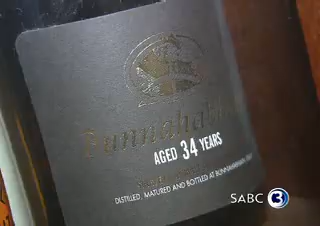 Bunnahabhain
AGED 34 YEARS
DISTILLED, MATURED AND BOTTLED AT BUNNAHABHAIN
SABC 3